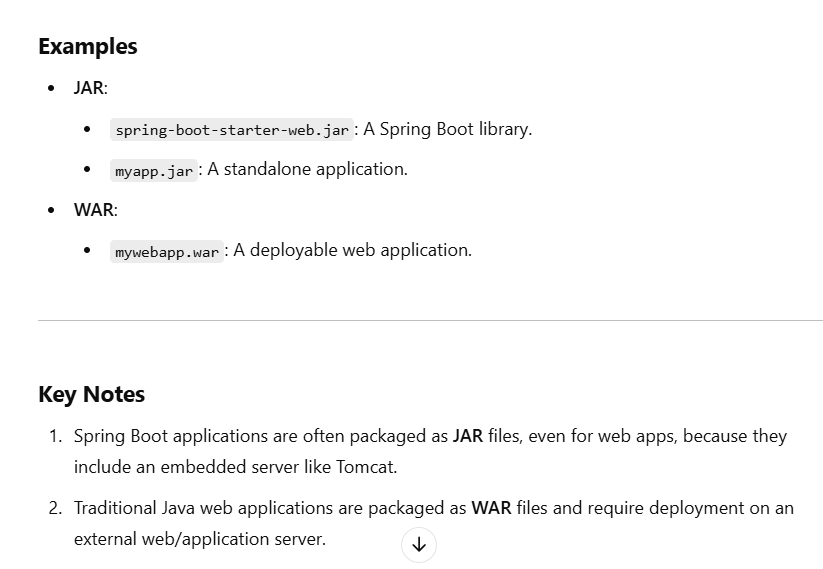 Examples
• JAR:
• spring-boot-starter-web.jar : A Spring Boot library.
• myapp.jar : A standalone application.
• WAR:
• mywebapp.war : A deployable web application.
Key Notes
1. Spring Boot applications are often packaged as JAR files, even for web apps, because they
include an embedded server like Tomcat.
2. Traditional Java web applications are packaged as WAR files and require deployment on an
external web/application server.